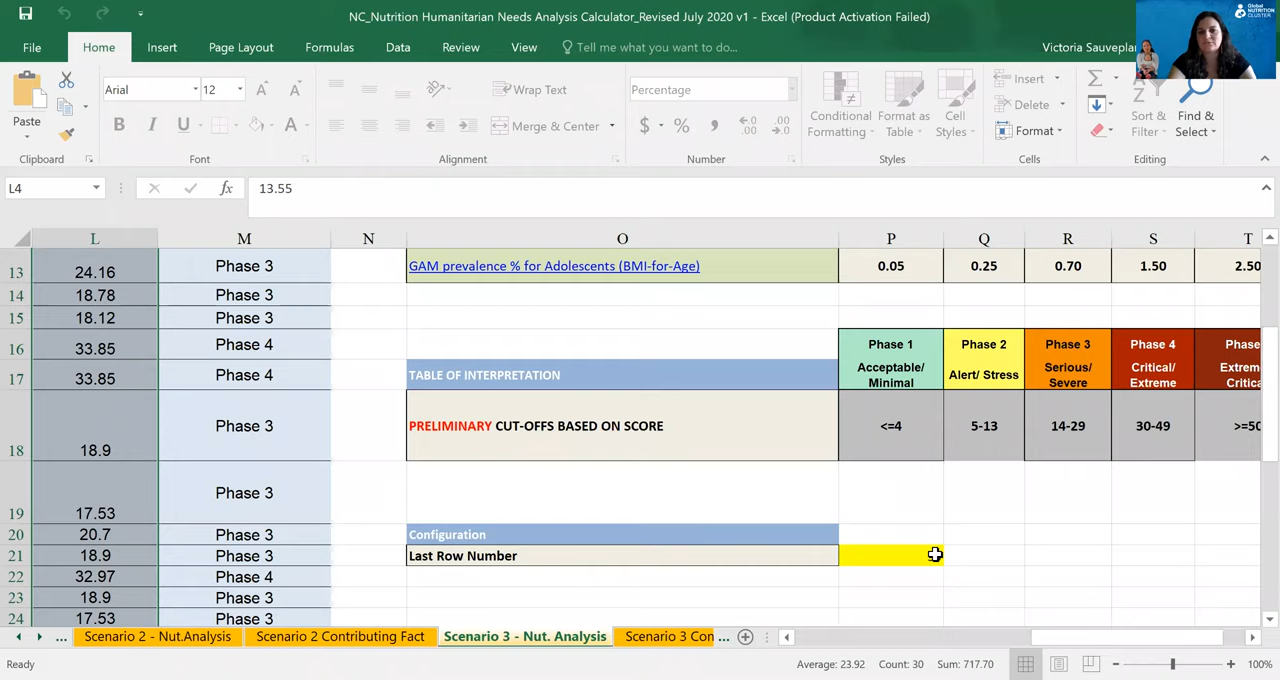 NC_Nutrition Humanitarian Needs Analysis Calculator_Revised July 2020 v1 - Excel (Product Activation Failed)
Global
NUTRITION
CLUSTER
File Home Insert Page Layout Formulas Data Review View Tell me what you want to do... Victoria
Arial 12 Wrap Text Percentage Insert
Paste B I U A Merge & Center $ % Conditional Formatting Format as Table Cell Styles Delete Format Sort & Filter Find & Select
Clipboard Font Alignment Number Styles Cells Editing
L4 fx 13.55
L M N O P Q R S T
13 24.16 Phase 3 GAM prevalence % for Adolescents (BMI-for-Age) 0.05 0.25 0.70 1.50 2.50
14 18.78 Phase 3
15 18.12 Phase 3
16 33.85 Phase 4 Phase 1 Phase 2 Phase 3 Phase 4 Phase
17 33.85 Phase 4 TABLE OF INTERPRETATION Acceptable/ Minimal Alert/ Stress Serious/ Severe Critical/ Extreme Extrem Critica
18 18.9 Phase 3 PRELIMINARY CUT-OFFS BASED ON SCORE <=4 5-13 14-29 30-49 >=50
19 17.53 Phase 3
20 20.7 Phase 3 Configuration
21 18.9 Phase 3 Last Row Number
22 32.97 Phase 4
23 18.9 Phase 3
24 17.53 Phase 3
... Scenario 2 - Nut.Analysis Scenario 2 Contributing Fact Scenario 3 - Nut. Analysis Scenario 3 Con ...
Ready Average: 23.92 Count: 30 Sum: 717.70 100%